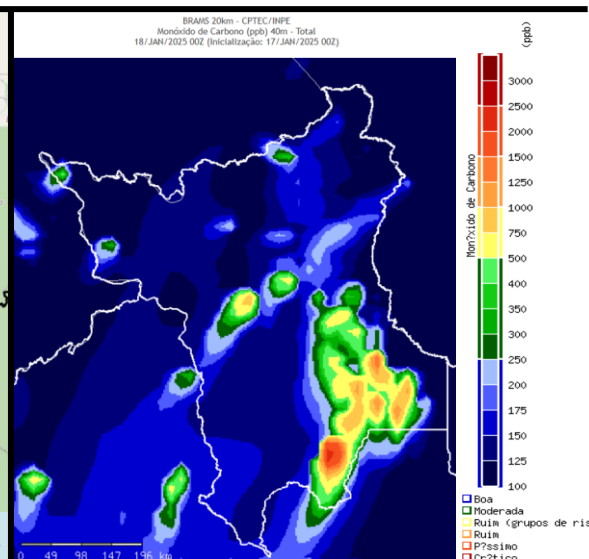 BRAMS 20km - CPTEC/INPE
Monóxido de Carbono (ppb) 40m - Total
18/JAN/2025 00Z (Inicialização: 17/JAN/2025 00Z)
(ppb)
Mon?xido de Carbono
3000
2500
2000
1500
1250
1000
750
500
400
350
300
250
200
175
150
125
100
Boa
Moderada
Ruim (grupos de ris
Ruim
P?ssimo
Cr?tico
0 49 98 147 196 km